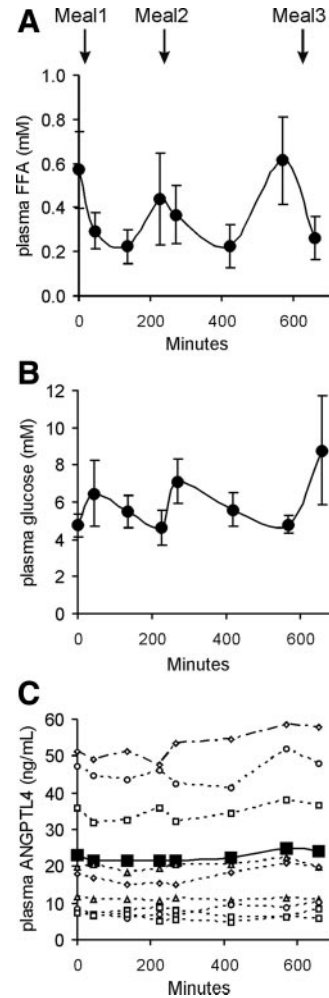 A
Meal1 Meal2 Meal3
plasma FFA (mM)
1.0
0.8
0.6
0.4
0.2
0.0
0 200 400 600
Minutes
B
plasma glucose (mM)
12
10
8
6
4
2
0
0 200 400 600
Minutes
C
plasma ANGPTL4 (ng/mL)
60
50
40
30
20
10
0
0 200 400 600
Minutes